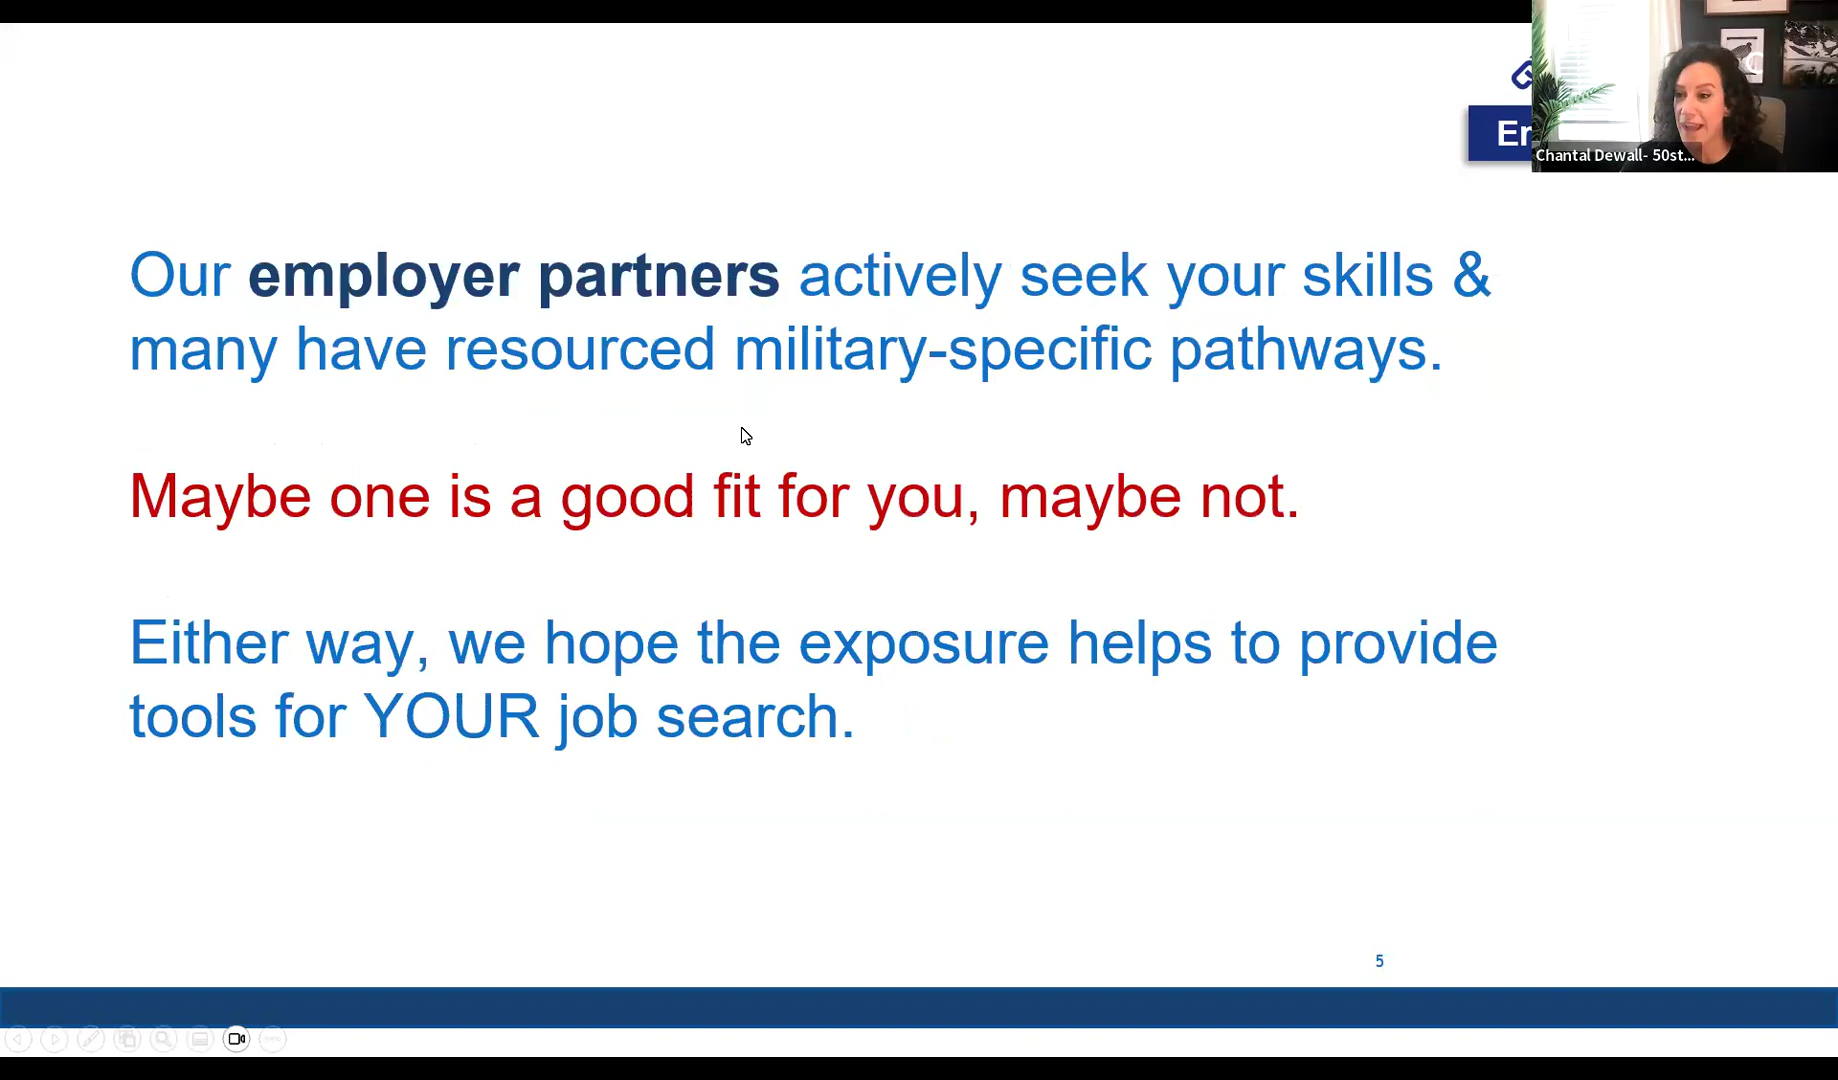 Er
Chantal Dewall- 50st...
Our employer partners actively seek your skills &
many have resourced military-specific pathways.
Maybe one is a good fit for you, maybe not.
Either way, we hope the exposure helps to provide
tools for YOUR job search.
5